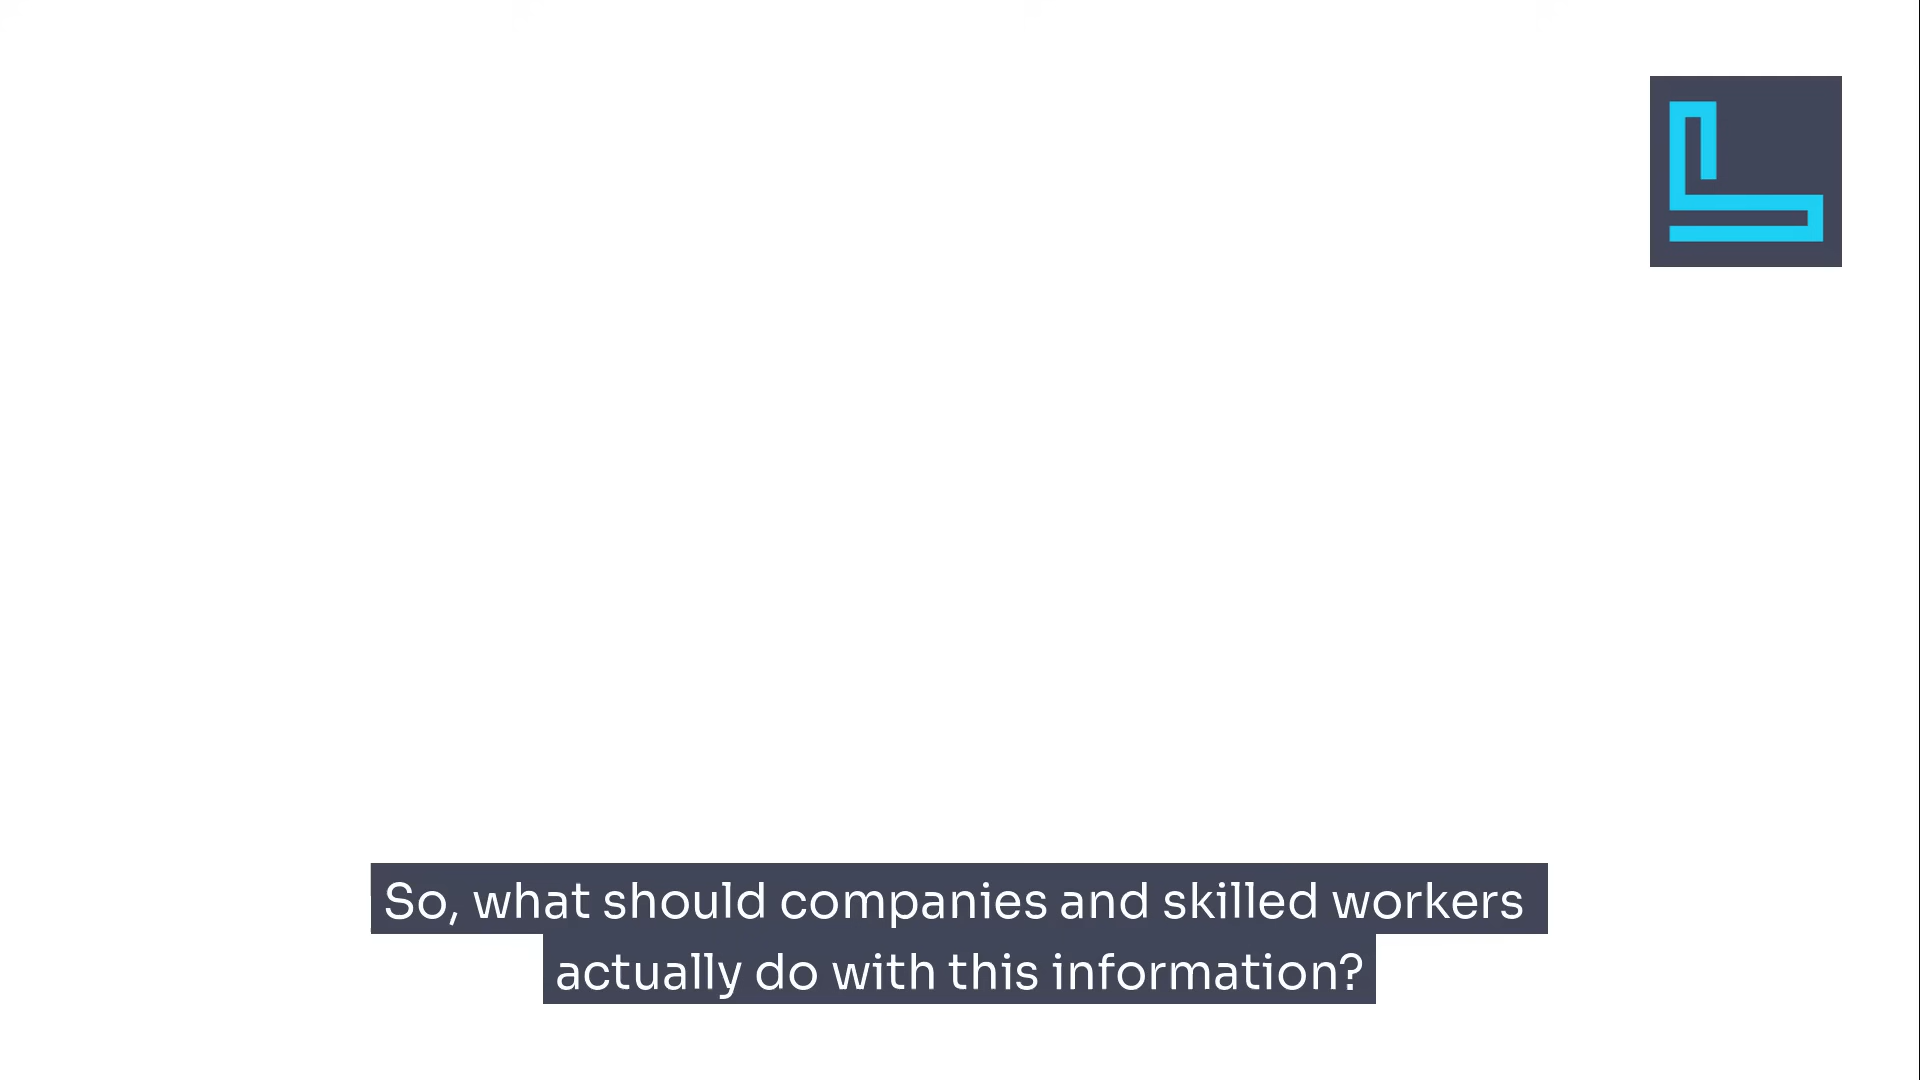 So, what should companies and skilled workers
actually do with this information?